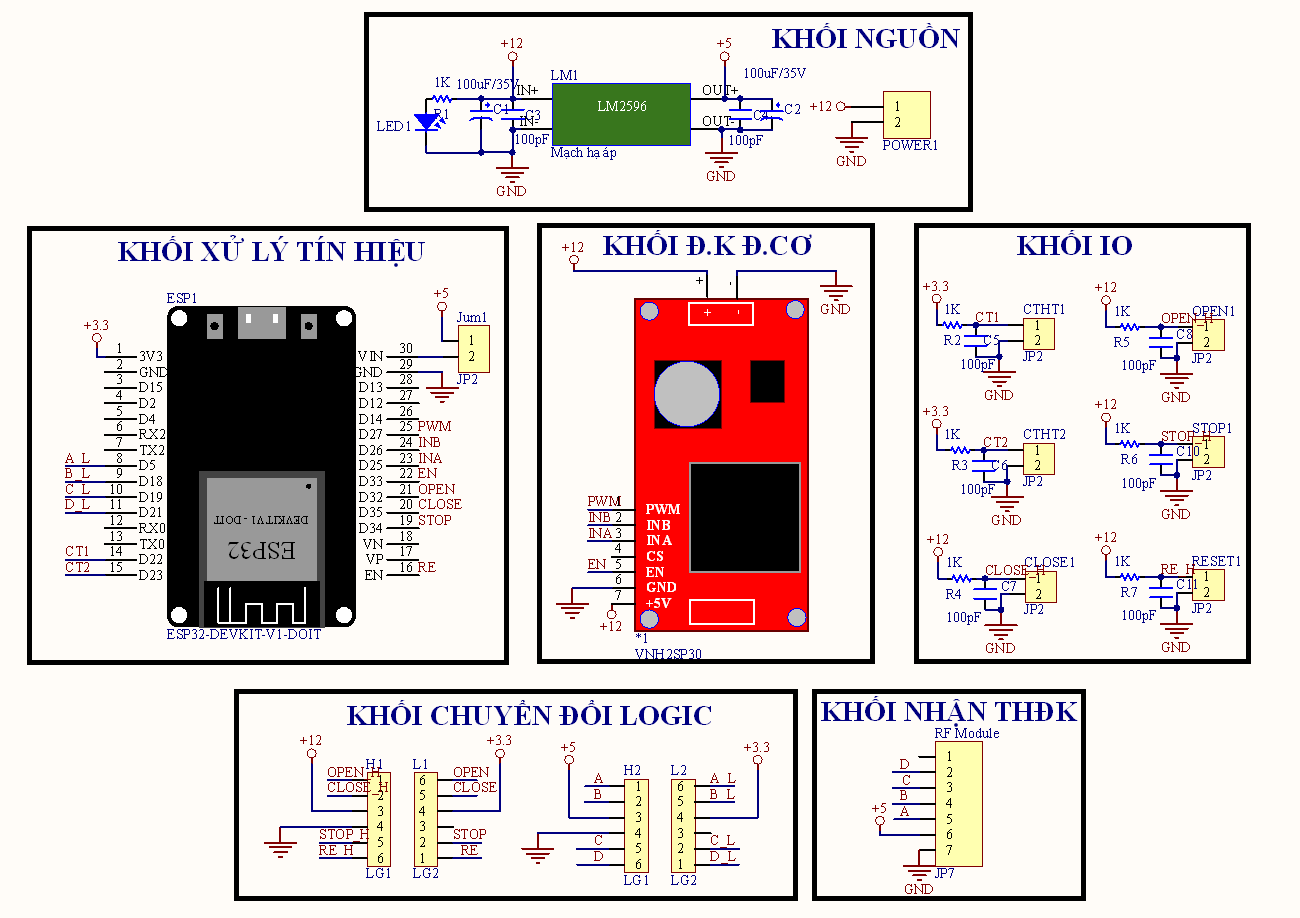 KHỐI NGUỒN
+12
+5
1K
100uF/35V
LM1
100uF/35V
IN+
OUT+
R1
C1
C3
LM2596
C4
C2
+12
1
2
LED1
IN-
OUT-
100pF
100pF
Mạch hạ áp
POWER1
GND
GND
GND
KHỐI XỬ LÝ TÍN HIỆU
ESP1
+5
Jum1
1
2
JP2
+3.3
1 3V3
2 GND
3 D15
4 D2
5 D4
6 RX2
7 TX2
A_L 8 D5
B_L 9 D18
C_L 10 D19
D_L 11 D21
12 RX0
13 TX0
CT1 14 D22
CT2 15 D23
VIN 30
GND 29
D13 28
D12 27
D14 26
D27 25 PWM
D26 24 INB
D25 23 INA
D33 22 EN
D32 21 OPEN
D35 20 CLOSE
D34 19 STOP
VN 18
VP 17
EN 16 RE
DEVKITV1 - DOIT
ESP32
ESP32-DEVKIT-V1-DOIT
KHỐI Đ.K Đ.CƠ
+12
+ -
GND
+ -
PWM 1 PWM
INB 2 INB
INA 3 INA
4 CS
EN 5 EN
6 GND
7 +5V
+12
*1
VNH2SP30
KHỐI IO
+3.3
1K
CT1
CTHT1
1
2
R2
C5
JP2
100pF
GND
+12
1K
OPEN_H
OPEN1
1
2
R5
C8
JP2
100pF
GND
+3.3
1K
CT2
CTHT2
1
2
R3
C6
JP2
100pF
GND
+12
1K
STOP_H
STOP1
1
2
R6
C10
JP2
100pF
GND
+12
1K
CLOSE_H
CLOSE1
1
2
R4
C7
JP2
100pF
GND
+12
1K
RE_H
RESET1
1
2
R7
C11
JP2
100pF
GND
KHỐI CHUYỂN ĐỔI LOGIC
+12
H1
OPEN_H 1
CLOSE_H 2
3
4
STOP_H 5
RE_H 6
LG1
+3.3
L1
6 OPEN
5 CLOSE
4
3
2 STOP
1 RE
LG2
+5
H2
A 1
B 2
3
4
C 5
D 6
LG1
+3.3
L2
6 A_L
5 B_L
4
3
2 C_L
1 D_L
LG2
KHỐI NHẬN THĐK
RF Module
1
D 2
C 3
B 4
A 5
+5 6
7
JP7
GND